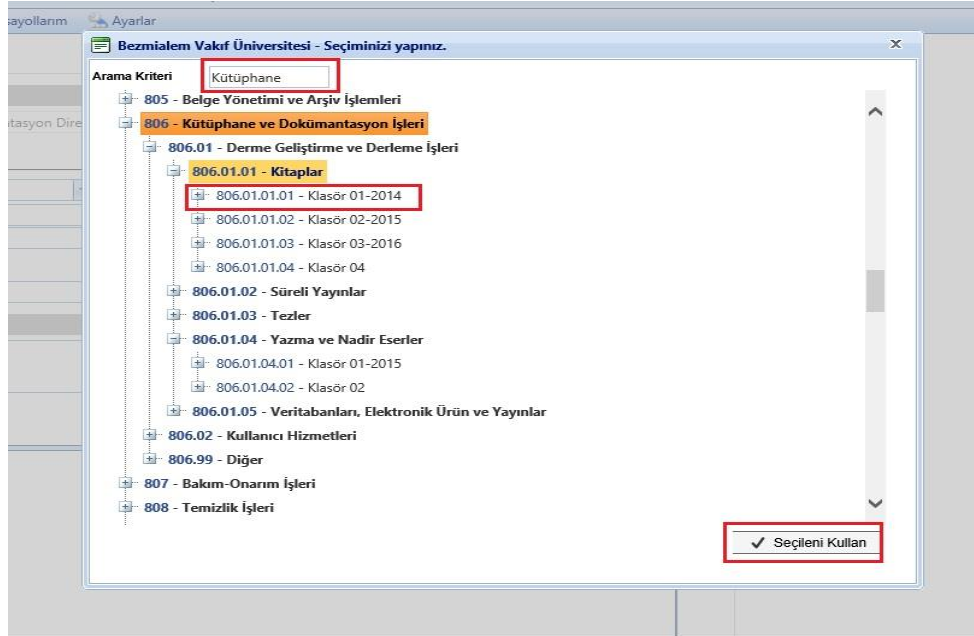 sayollarım Ayarlar
Bezmialem Vakıf Üniversitesi - Seçiminizi yapınız. x
Arama Kriteri Kütüphane
805 - Belge Yönetimi ve Arşiv İşlemleri
tasyon Dire
806 - Kütüphane ve Dokümantasyon İşleri
806.01 - Derme Geliştirme ve Derleme İşleri
806.01.01 - Kitaplar
806.01.01.01 - Klasör 01-2014
806.01.01.02 - Klasör 02-2015
806.01.01.03 - Klasör 03-2016
806.01.01.04 - Klasör 04
806.01.02 - Süreli Yayınlar
806.01.03 - Tezler
806.01.04 - Yazma ve Nadir Eserler
806.01.04.01 - Klasör 01-2015
806.01.04.02 - Klasör 02
806.01.05 - Veritabanları, Elektronik Ürün ve Yayınlar
806.02 - Kullanıcı Hizmetleri
806.99 - Diğer
807 - Bakım-Onarım İşleri
808 - Temizlik İşleri
Seçileni Kullan